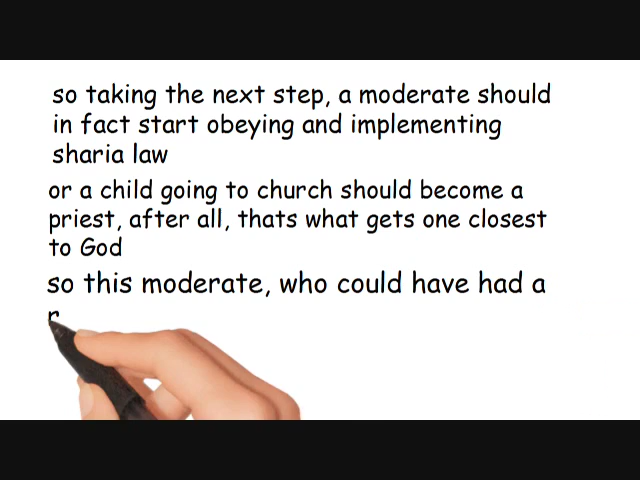 so taking the next step, a moderate should
in fact start obeying and implementing
sharia law
or a child going to church should become a
priest, after all, thats what gets one closest
to God
so this moderate, who could have had a
r